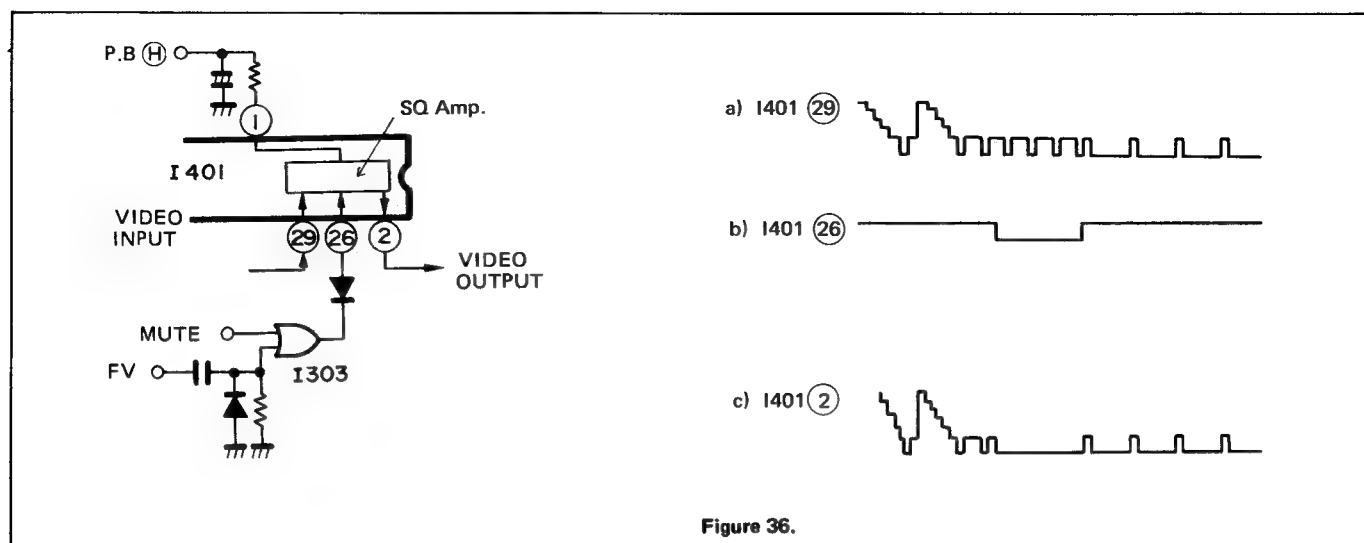 P.B Ⓗ
①
SQ Amp.
I401
VIDEO INPUT
㉙ ㉖ ②
VIDEO OUTPUT
MUTE
FV
I303
a) I401 ㉙
b) I401 ㉖
c) I401 ②
Figure 36.